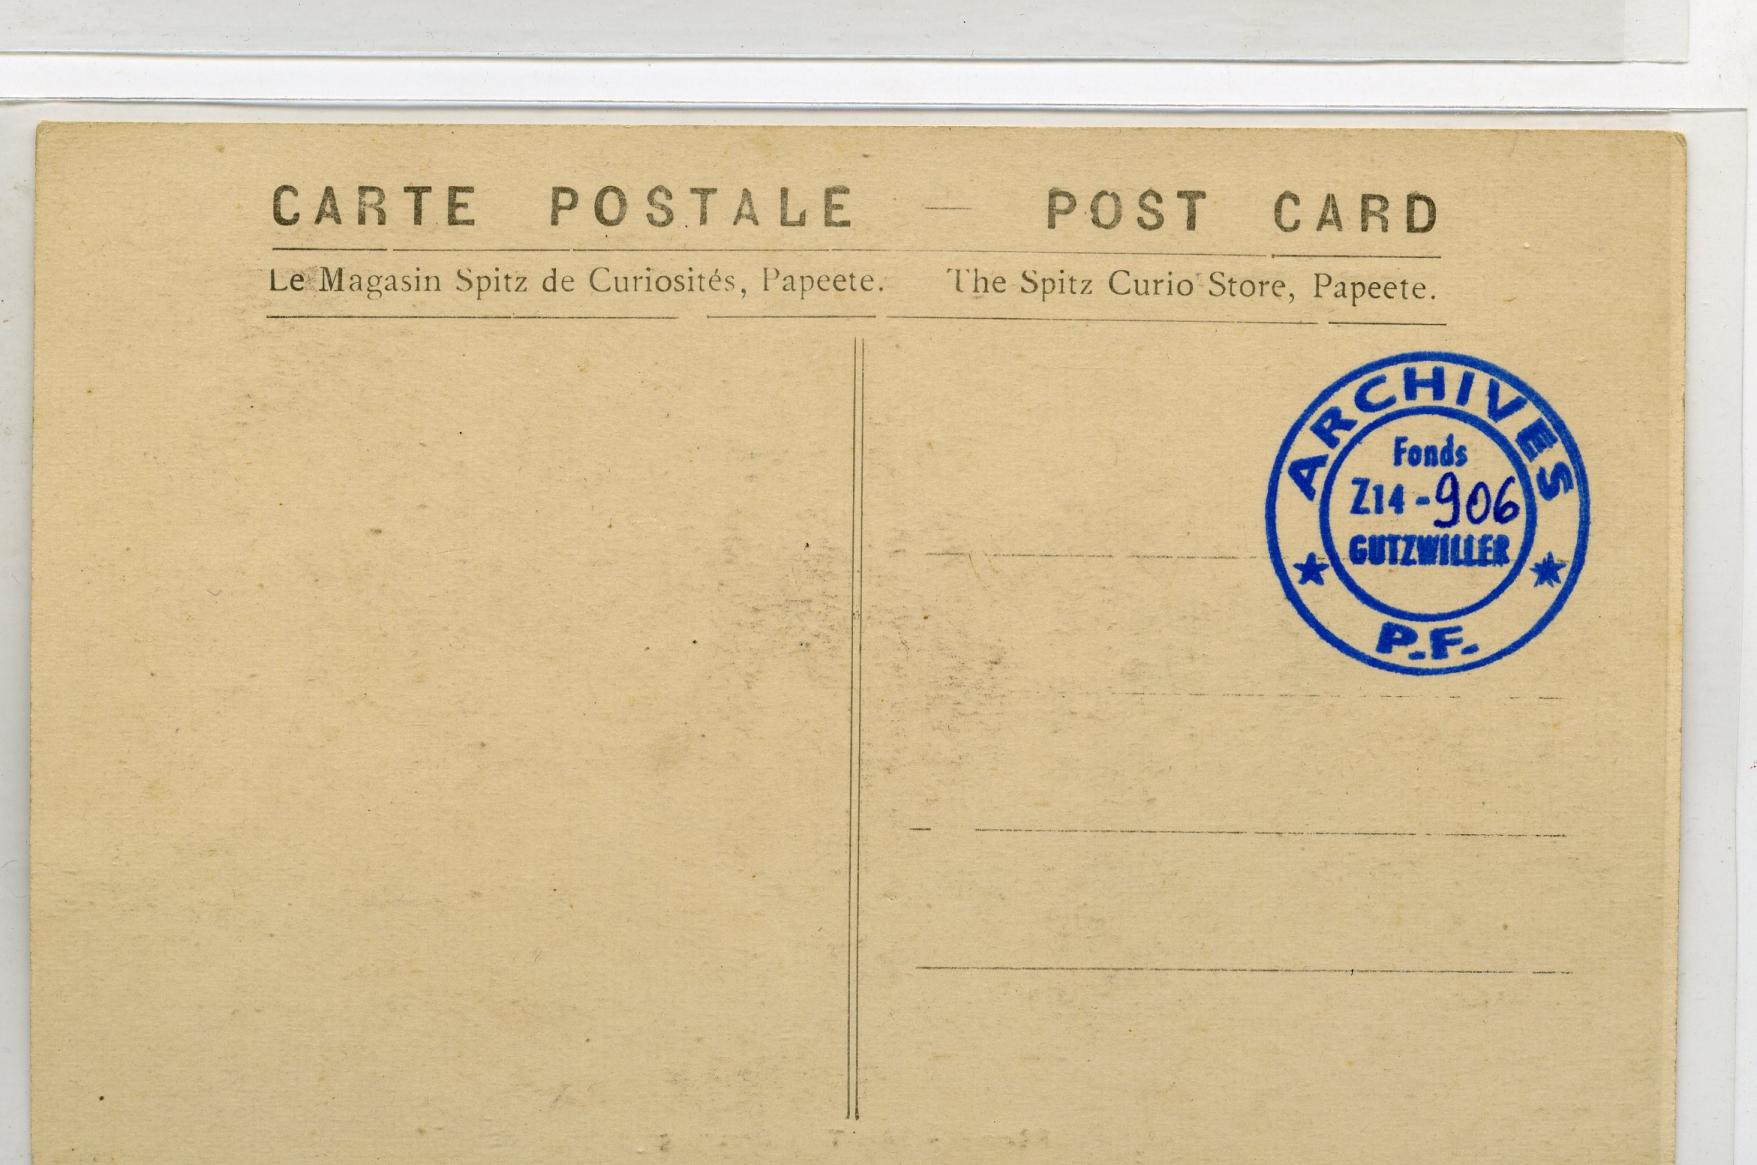 CARTE POSTALE — POST CARD
Le Magasin Spitz de Curiosités, Papeete. The Spitz Curio Store, Papeete.
ARCHIVES
Fonds
Z14-906
GUTZWILLER
P.F.